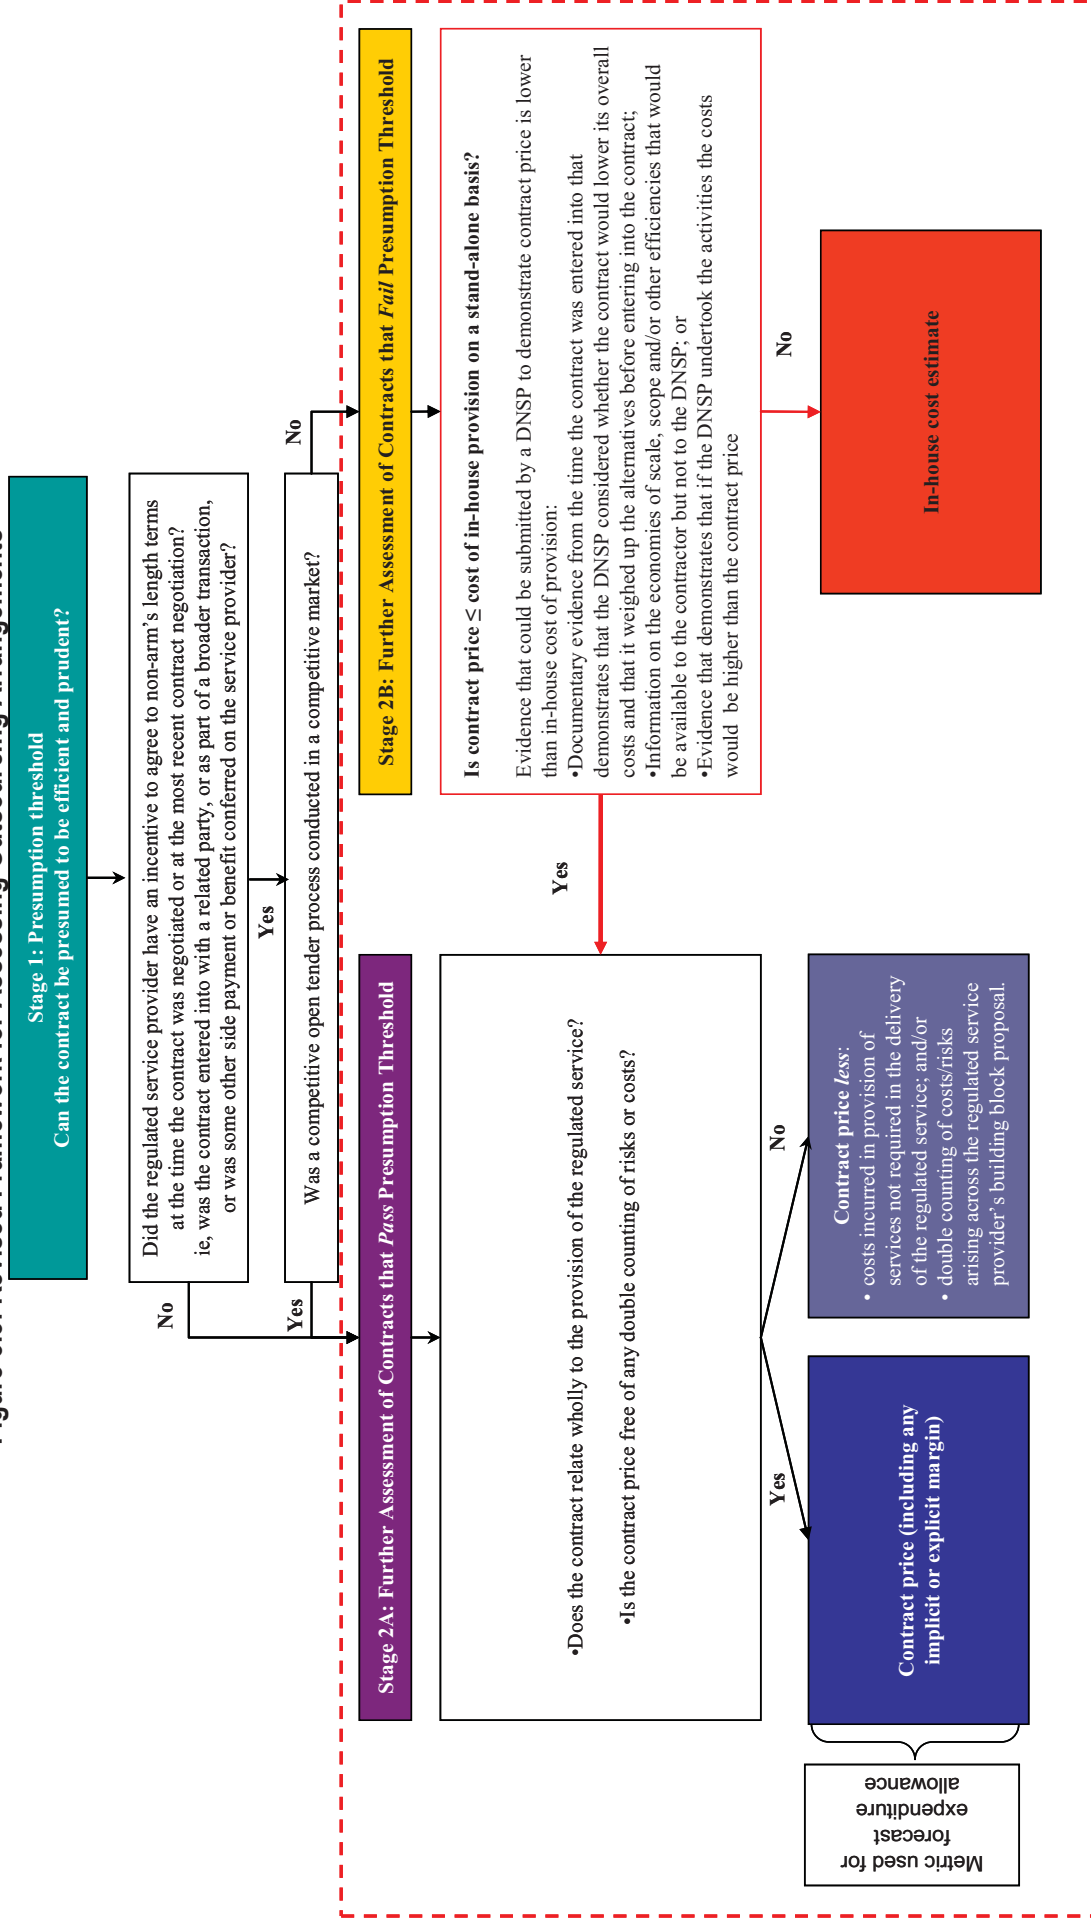 Stage 1: Presumption threshold
Can the contract be presumed to be efficient and prudent?
Did the regulated service provider have an incentive to agree to non-arm’s length terms
at the time the contract was negotiated or at the most recent contract negotiation?
ie, was the contract entered into with a related party, or as part of a broader transaction,
or was some other side payment or benefit conferred on the service provider?
No
Yes
Was a competitive open tender process conducted in a competitive market?
Yes
No
Stage 2A: Further Assessment of Contracts that Pass Presumption Threshold
Stage 2B: Further Assessment of Contracts that Fail Presumption Threshold
•Does the contract relate wholly to the provision of the regulated service?
•Is the contract price free of any double counting of risks or costs?
Yes
Is contract price ≤ cost of in-house provision on a stand-alone basis?
Evidence that could be submitted by a DNSP to demonstrate contract price is lower
than in-house cost of provision:
•Documentary evidence from the time the contract was entered into that
demonstrates that the DNSP considered whether the contract would lower its overall
costs and that it weighed up the alternatives before entering into the contract;
•Information on the economies of scale, scope and/or other efficiencies that would
be available to the contractor but not to the DNSP; or
•Evidence that demonstrates that if the DNSP undertook the activities the costs
would be higher than the contract price
Yes
No
No
Metric used for
forecast
expenditure
allowance
Contract price (including any
implicit or explicit margin)
Contract price less:
• costs incurred in provision of
services not required in the delivery
of the regulated service; and/or
• double counting of costs/risks
arising across the regulated service
provider’s building block proposal.
In-house cost estimate